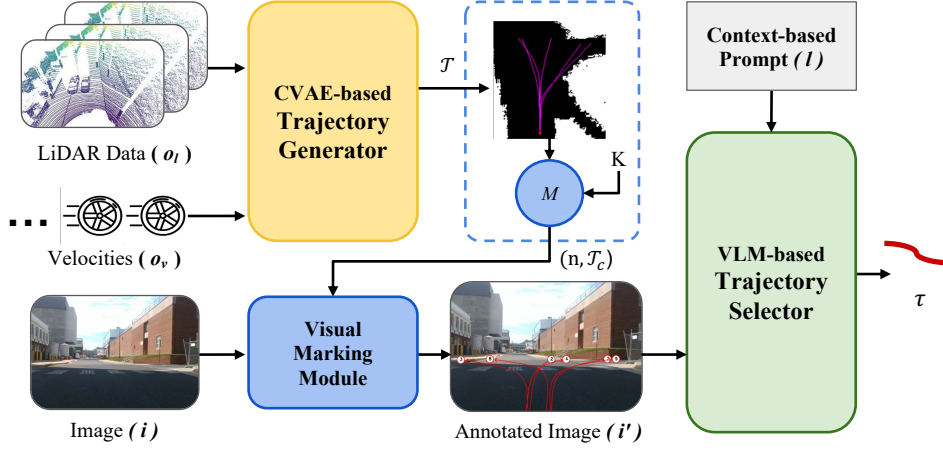 LiDAR Data ( o_l )
Velocities ( o_v )
Image ( i )
CVAE-based
Trajectory
Generator
𝒯
K
M
(n, 𝒯_c)
Visual
Marking
Module
Annotated Image ( i' )
Context-based
Prompt ( l )
VLM-based
Trajectory
Selector
τ